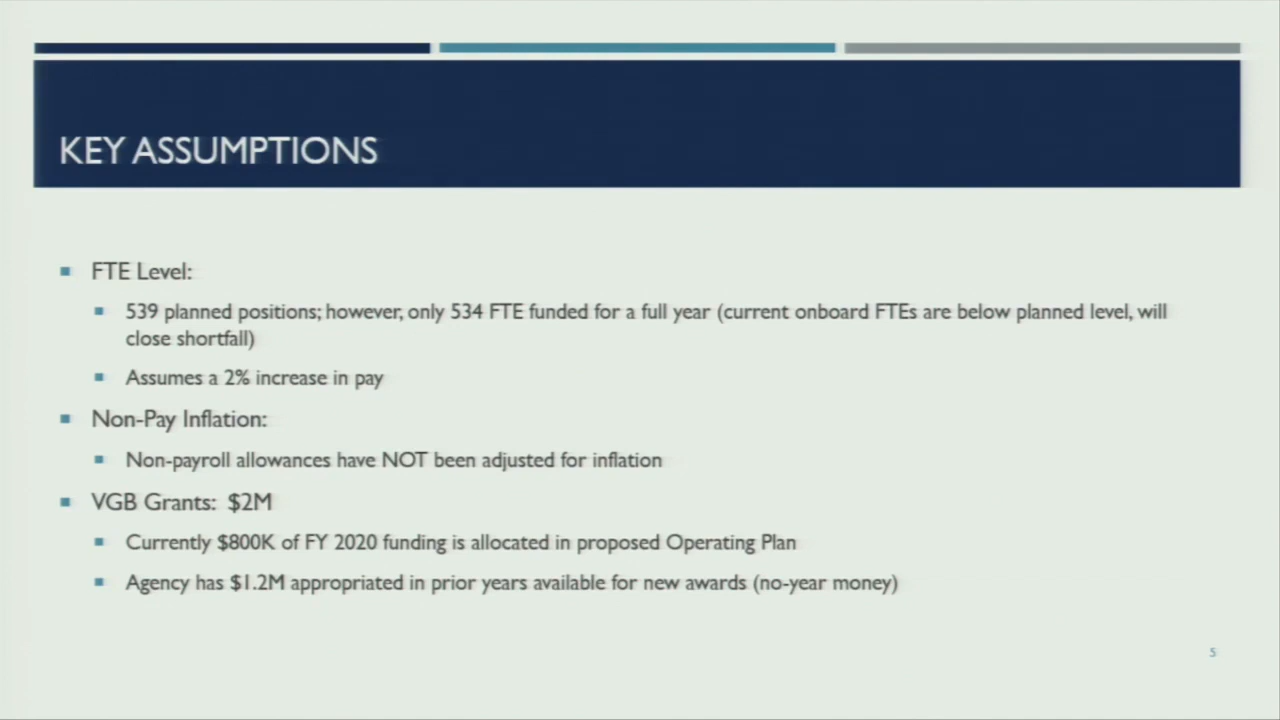 KEY ASSUMPTIONS
FTE Level:
539 planned positions; however, only 534 FTE funded for a full year (current onboard FTEs are below planned level, will
close shortfall)
Assumes a 2% increase in pay
Non-Pay Inflation:
Non-payroll allowances have NOT been adjusted for inflation
VGB Grants: $2M
Currently $800K of FY 2020 funding is allocated in proposed Operating Plan
Agency has $1.2M appropriated in prior years available for new awards (no-year money)
5